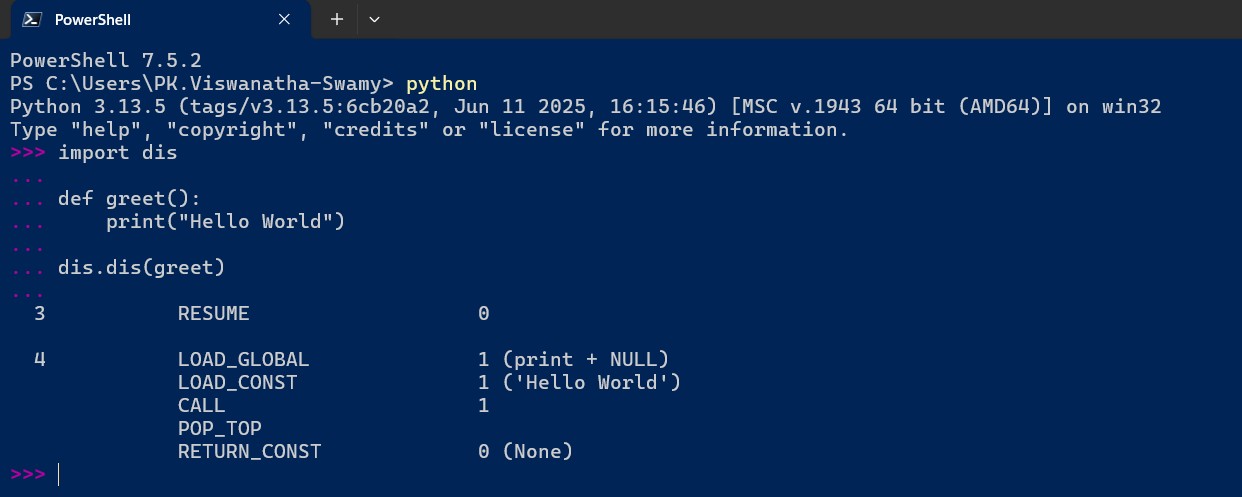 PowerShell
PowerShell 7.5.2
PS C:\Users\PK.Viswanatha-Swamy> python
Python 3.13.5 (tags/v3.13.5:6cb20a2, Jun 11 2025, 16:15:46) [MSC v.1943 64 bit (AMD64)] on win32
Type "help", "copyright", "credits" or "license" for more information.
>>> import dis
...
... def greet():
...     print("Hello World")
...
... dis.dis(greet)
...
  3           RESUME                   0

  4           LOAD_GLOBAL              1 (print + NULL)
              LOAD_CONST               1 ('Hello World')
              CALL                     1
              POP_TOP
              RETURN_CONST             0 (None)
>>>